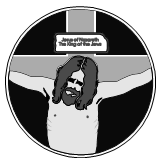 Jesus of Nazareth
The King of the Jews